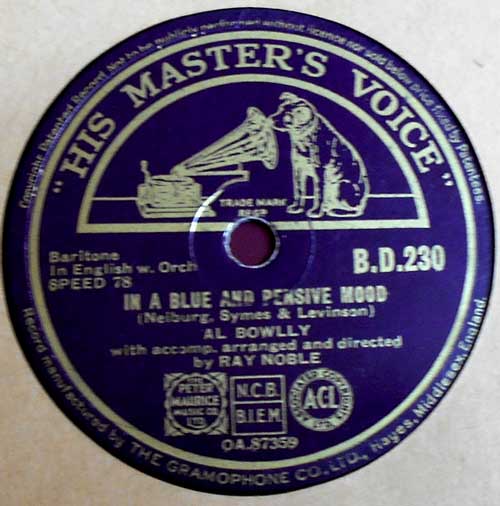 Copyright Patented Record. Not to be publicly performed without licence nor sold below price fixed by Patentees.
"HIS MASTER'S VOICE"
TRADE MARK
REGD
Baritone
In English w. Orch
SPEED 78
B.D.230
IN A BLUE AND PENSIVE MOOD
(Neiburg, Symes & Levinson)
AL BOWLLY
with accomp. arranged and directed
by RAY NOBLE
THE
PETER
MAURICE
MUSIC CO.
LTD
N.C.B.
B.I.E.M
ACL
OA.87359
Record manufactured by THE GRAMOPHONE CO., LTD., Hayes, Middlesex, England.